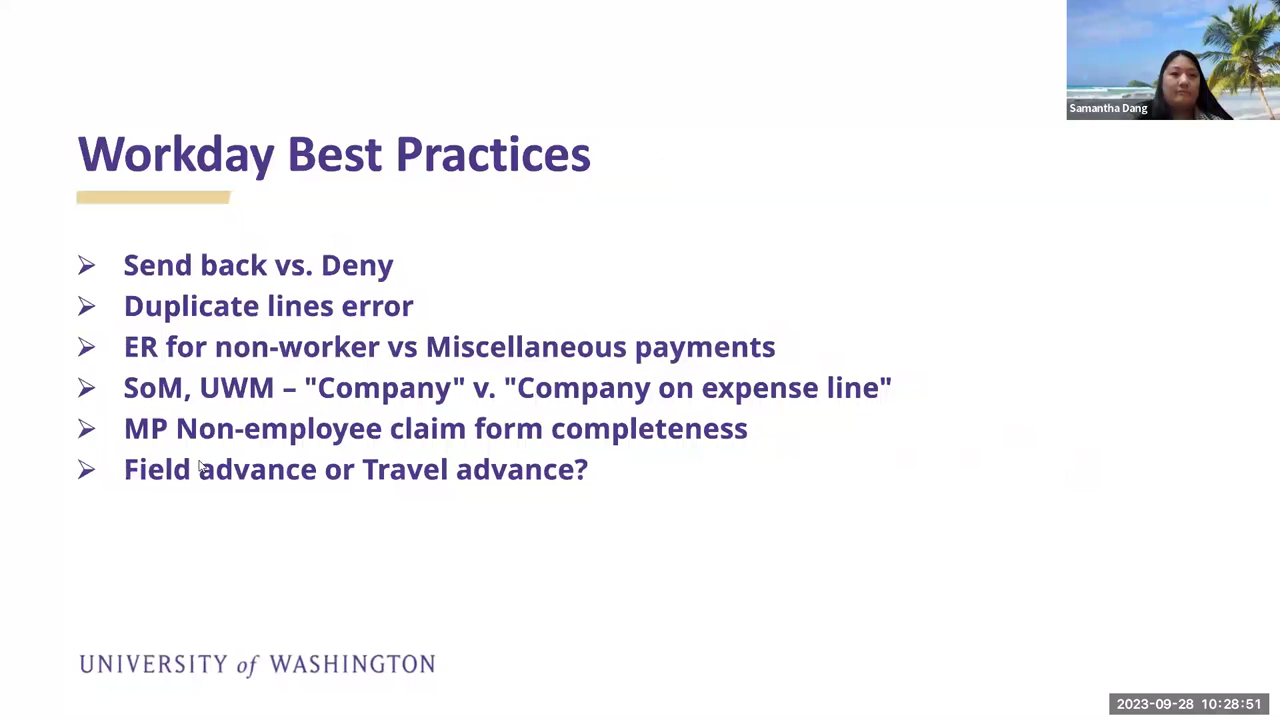 Samantha Dang
Workday Best Practices
Send back vs. Deny
Duplicate lines error
ER for non-worker vs Miscellaneous payments
SoM, UWM – "Company" v. "Company on expense line"
MP Non-employee claim form completeness
Field advance or Travel advance?
UNIVERSITY of WASHINGTON
2023-09-28 10:28:51